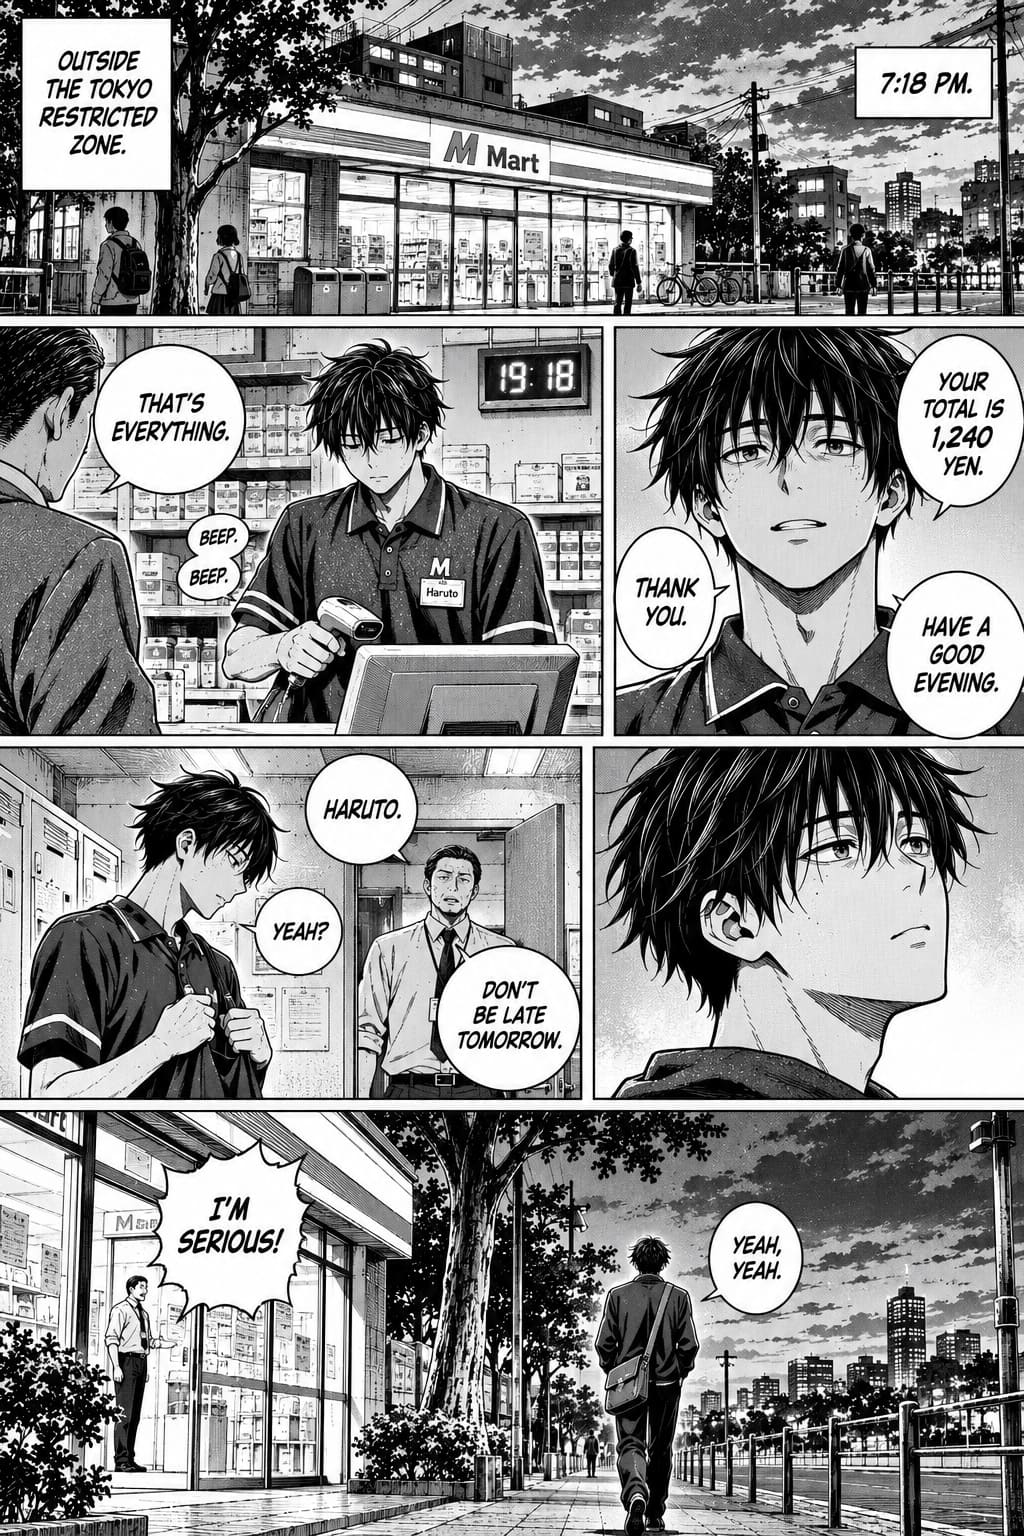 OUTSIDE
THE TOKYO
RESTRICTED
ZONE.
7:18 PM.
M Mart
THAT'S
EVERYTHING.
19:18
BEEP.
BEEP.
M
Haruto
YOUR
TOTAL IS
1,240
YEN.
THANK
YOU.
HAVE A
GOOD
EVENING.
HARUTO.
YEAH?
DON'T
BE LATE
TOMORROW.
I'M
SERIOUS!
YEAH,
YEAH.